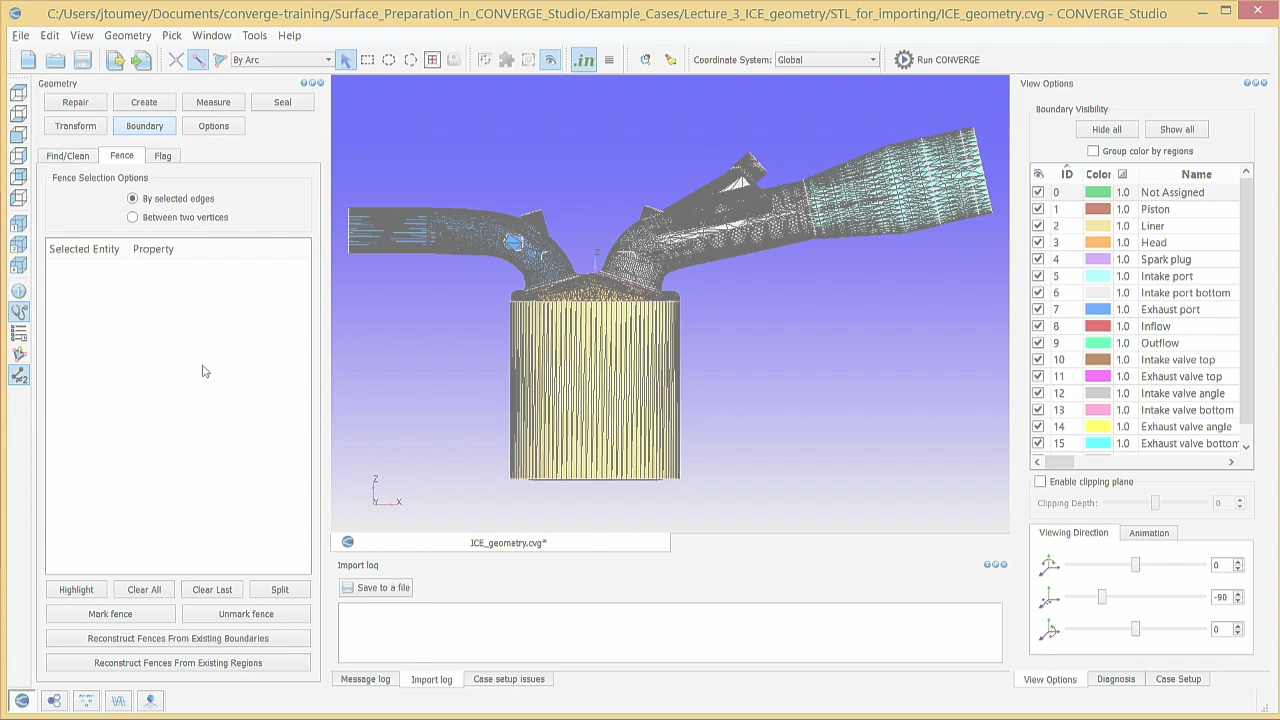 C:/Users/jtoumey/Documents/converge-training/Surface_Preparation_in_CONVERGE_Studio/Example_Cases/Lecture_3_ICE_geometry/STL_for_importing/ICE_geometry.cvg - CONVERGE_Studio
File Edit View Geometry Pick Window Tools Help
By Arc .in Coordinate System: Global Run CONVERGE
Geometry
Repair Create Measure Seal
Transform Boundary Options
Find/Clean Fence Flag
Fence Selection Options
By selected edges
Between two vertices
Selected Entity Property
Highlight Clear All Clear Last Split
Mark fence Unmark fence
Reconstruct Fences From Existing Boundaries
Reconstruct Fences From Existing Regions
Z
Z
Y X
ICE_geometry.cvg*
Import log
Save to a file
Message log Import log Case setup issues
View Options
Boundary Visibility
Hide all Show all
Group color by regions
ID Color Name
0 1.0 Not Assigned
1 1.0 Piston
2 1.0 Liner
3 1.0 Head
4 1.0 Spark plug
5 1.0 Intake port
6 1.0 Intake port bottom
7 1.0 Exhaust port
8 1.0 Inflow
9 1.0 Outflow
10 1.0 Intake valve top
11 1.0 Exhaust valve top
12 1.0 Intake valve angle
13 1.0 Intake valve bottom
14 1.0 Exhaust valve angle
15 1.0 Exhaust valve bottom
Enable clipping plane
Clipping Depth: 0
Viewing Direction Animation
0
-90
0
View Options Diagnosis Case Setup